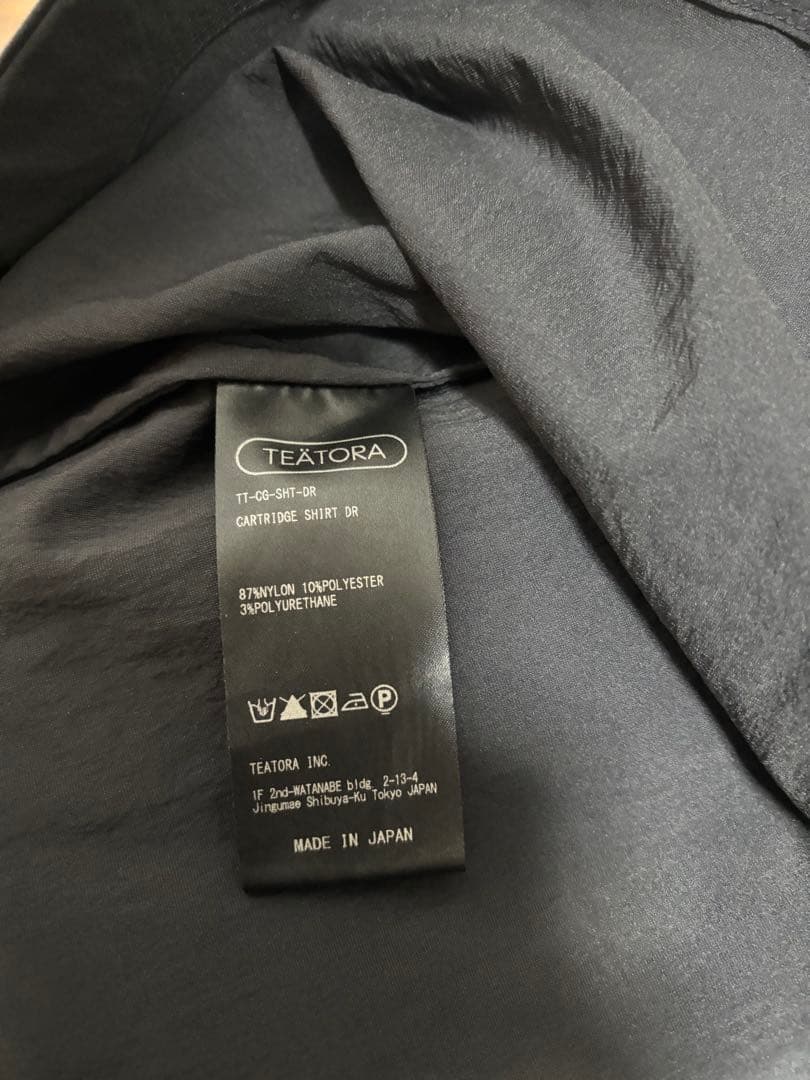 TEÄTORA
TT-CG-SHT-DR
CARTRIDGE SHIRT DR
87%NYLON 10%POLYESTER
3%POLYURETHANE
P
TEATORA INC.
1F 2nd-WATANABE bldg. 2-13-4
Jingumae Shibuya-Ku Tokyo JAPAN
MADE IN JAPAN